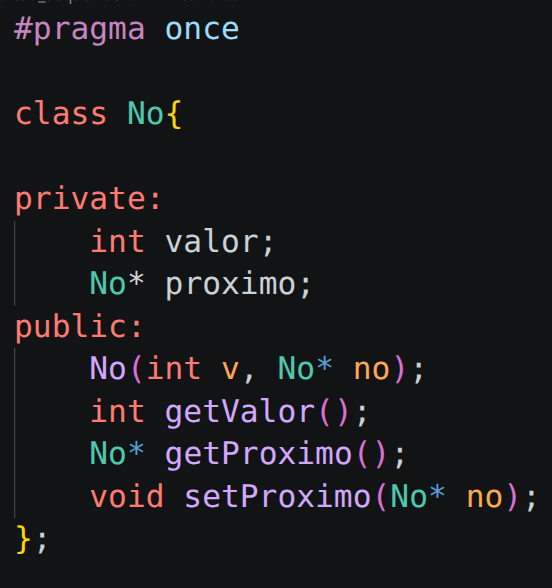 #pragma once
class No{
private:
int valor;
No* proximo;
public:
No(int v, No* no);
int getValor();
No* getProximo();
void setProximo(No* no);
};